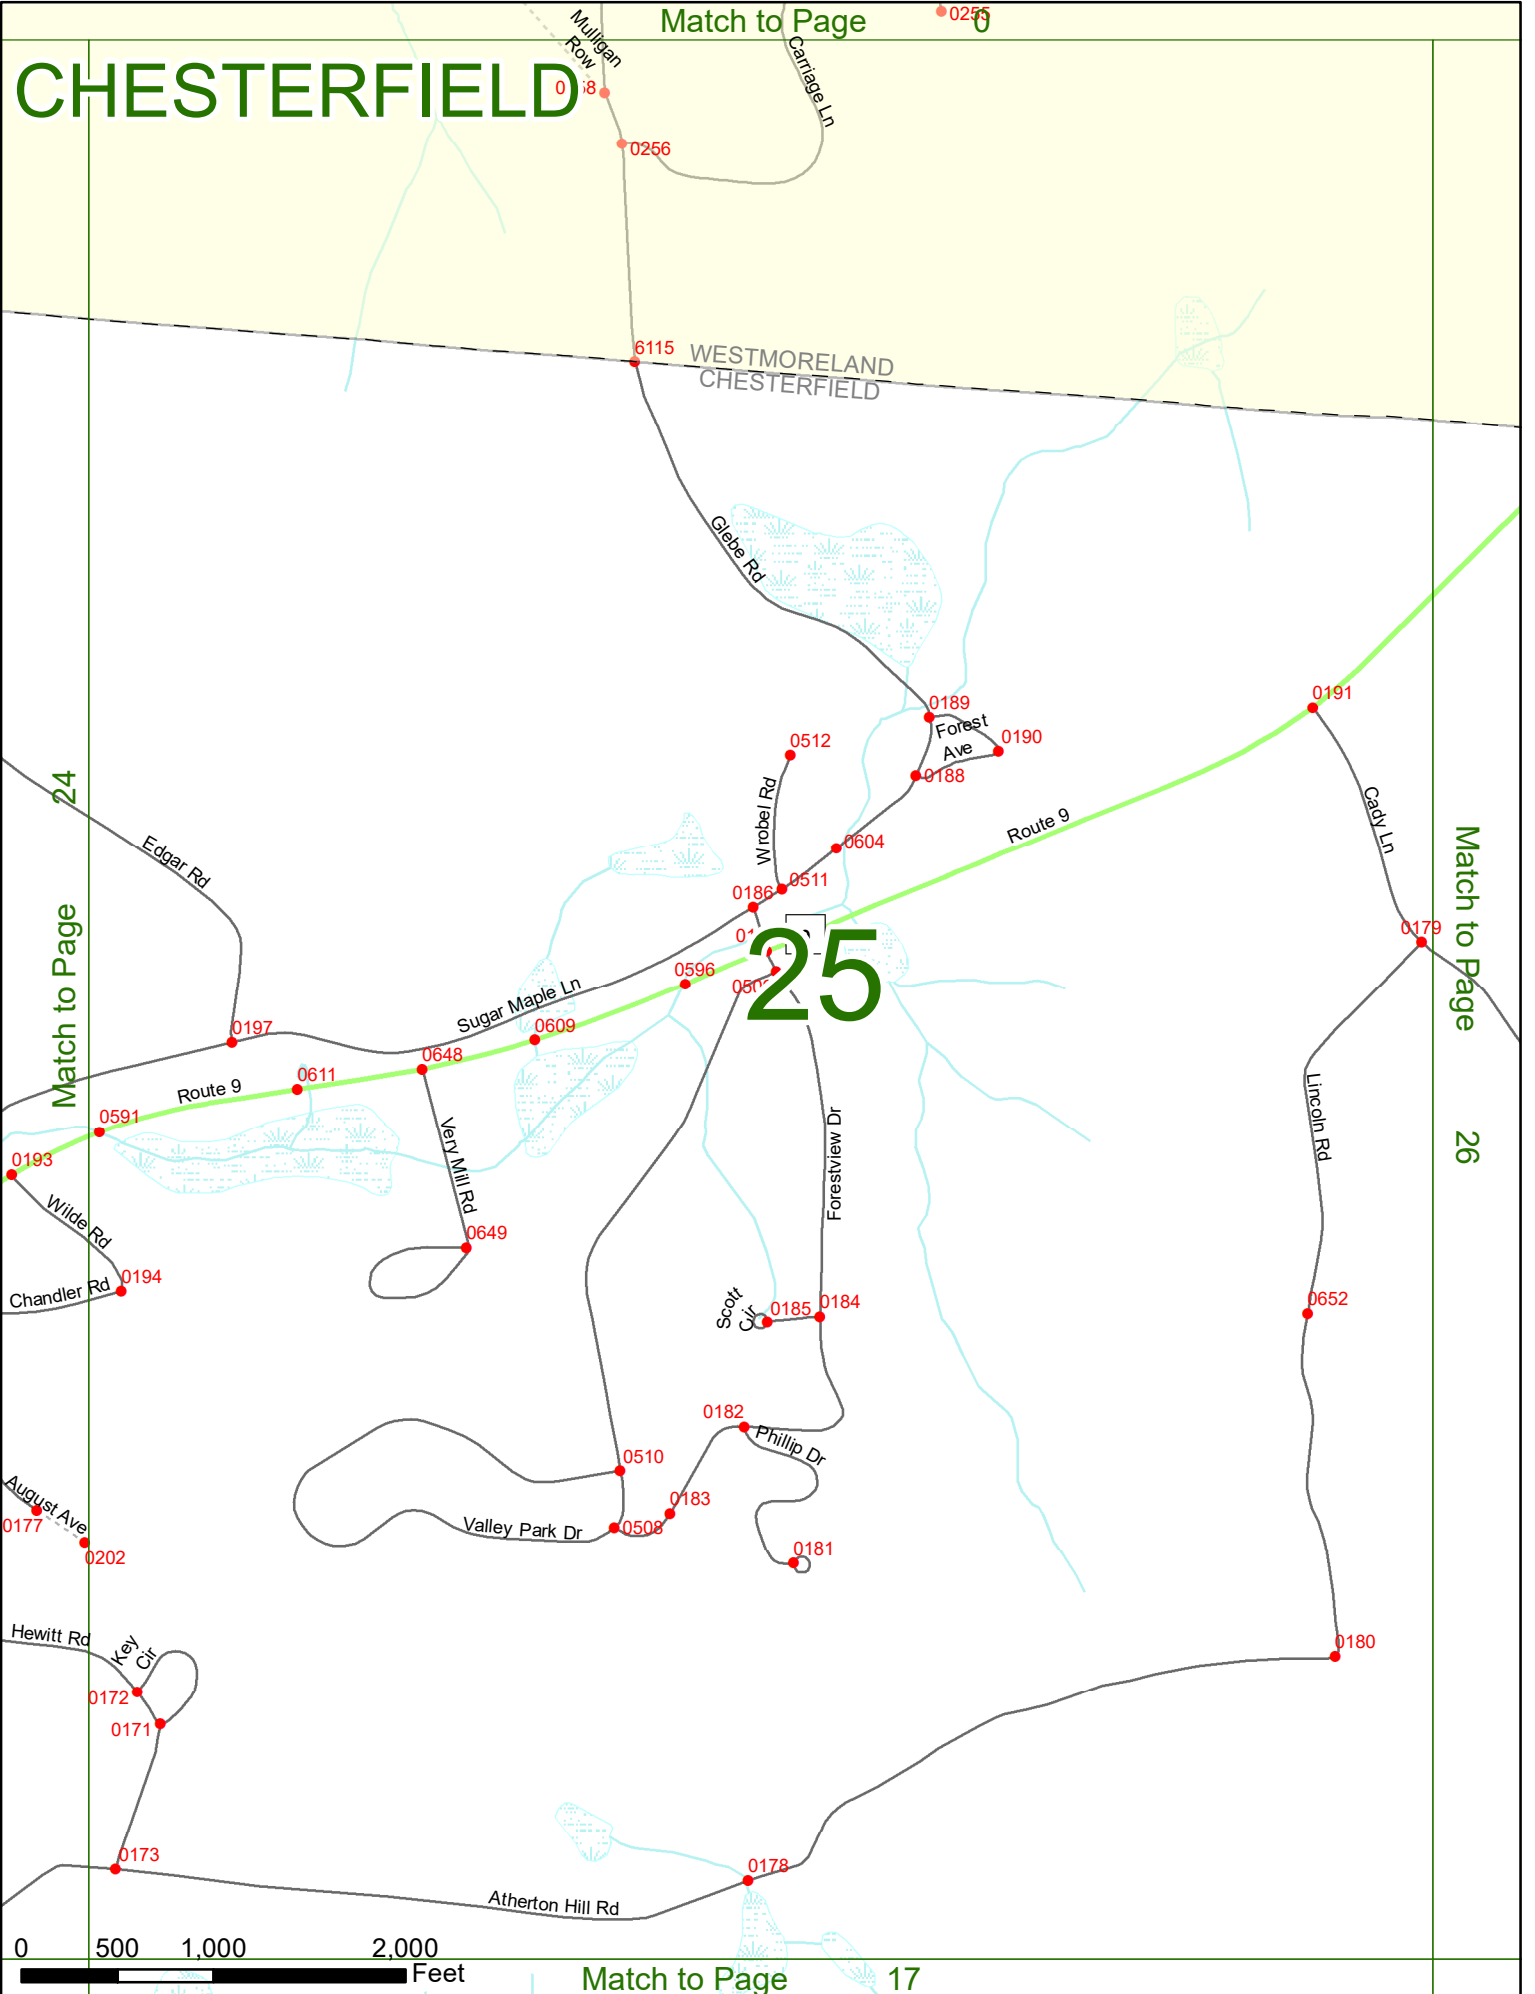 Match to Page 0
0255
CHESTERFIELD
Mulligan
Row
Carriage Ln
0256
6115
WESTMORELAND
CHESTERFIELD
Glebe Rd
0189
Forest
Ave
0190
0188
0191
0512
Wrobel Rd
0604
Route 9
Cady Ln
24
Match to Page
Edgar Rd
0511
0186
25
0596
0179
Match to Page
26
Sugar Maple Ln
0197
0609
0648
Route 9
0611
0591
0193
Very Mill Rd
Forestview Dr
Lincoln Rd
Wilde Rd
0649
0194
Chandler Rd
Scott
Cir
0185
0184
0652
0182
Phillip Dr
0510
August Ave
0177
0202
0183
Valley Park Dr
0508
0181
Hewitt Rd
Key
Cir
0172
0171
0180
0173
0178
Atherton Hill Rd
0 500 1,000 2,000
Feet
Match to Page 17